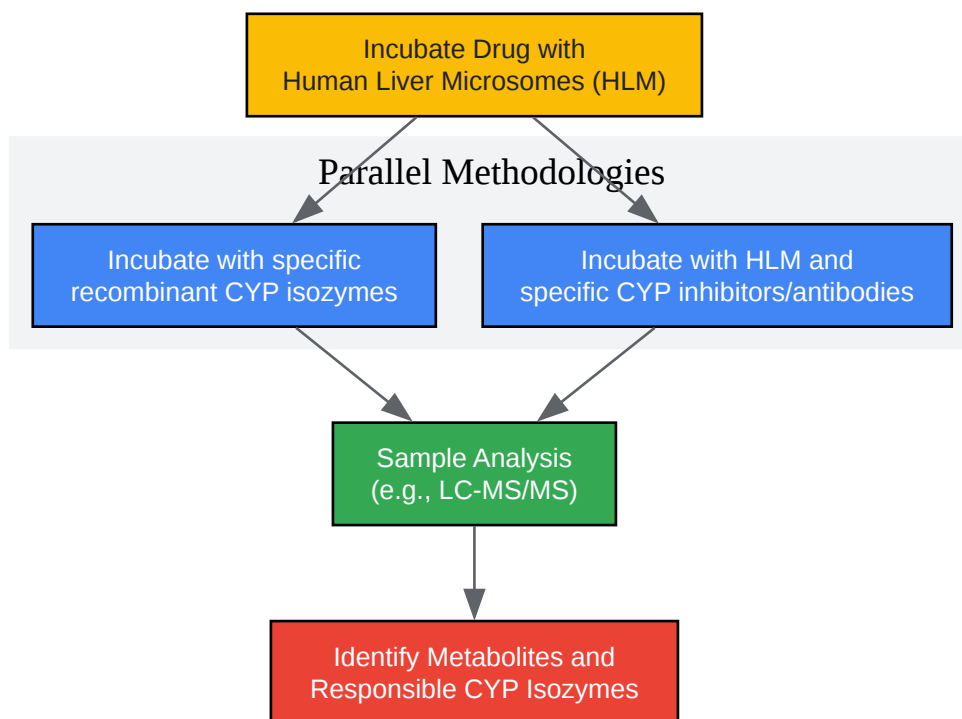 Incubate Drug with
Human Liver Microsomes (HLM)
Parallel Methodologies
Incubate with specific
recombinant CYP isozymes
Incubate with HLM and
specific CYP inhibitors/antibodies
Sample Analysis
(e.g., LC-MS/MS)
Identify Metabolites and
Responsible CYP Isozymes